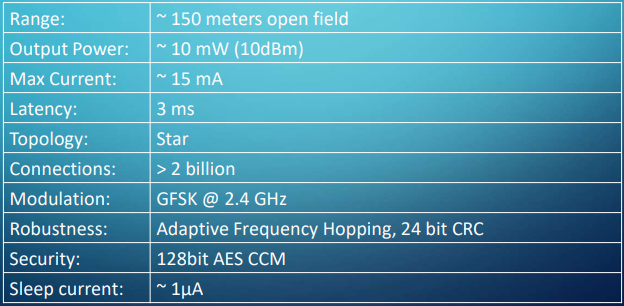 Range: ~ 150 meters open field
Output Power: ~ 10 mW (10dBm)
Max Current: ~ 15 mA
Latency: 3 ms
Topology: Star
Connections: > 2 billion
Modulation: GFSK @ 2.4 GHz
Robustness: Adaptive Frequency Hopping, 24 bit CRC
Security: 128bit AES CCM
Sleep current: ~ 1µA